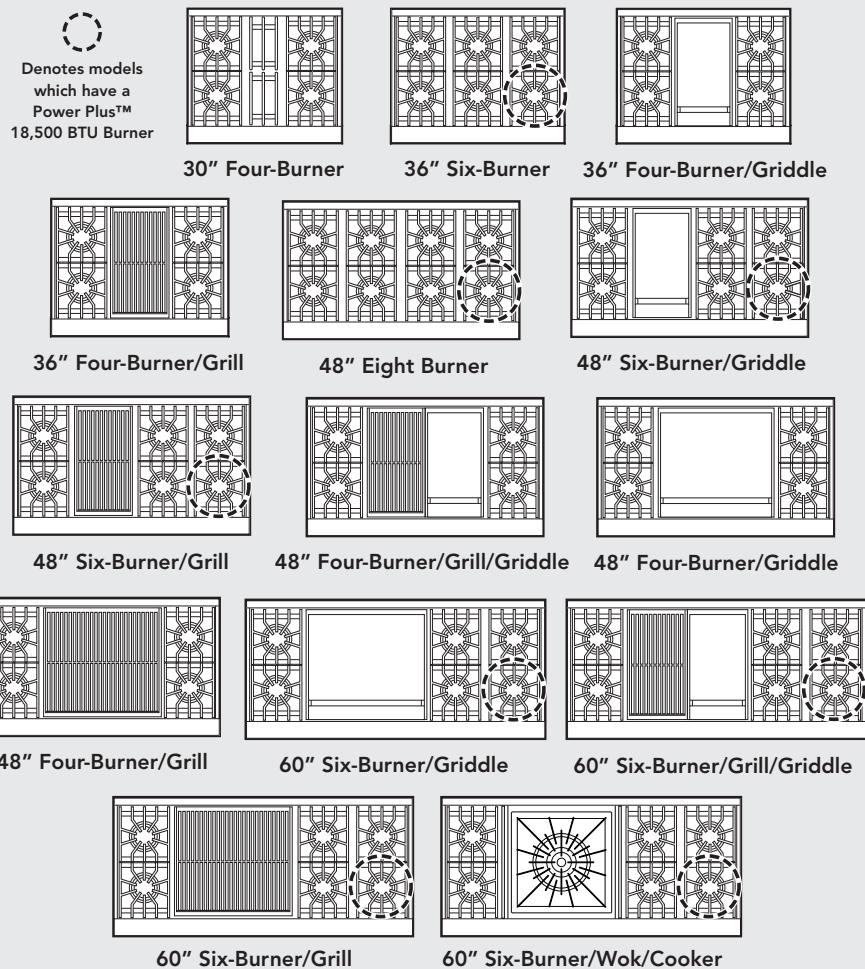 Denotes models
which have a
Power Plus™
18,500 BTU Burner
30” Four-Burner
36” Six-Burner
36” Four-Burner/Griddle
36” Four-Burner/Grill
48” Eight Burner
48” Six-Burner/Griddle
48” Six-Burner/Grill
48” Four-Burner/Grill/Griddle
48” Four-Burner/Griddle
48” Four-Burner/Grill
60” Six-Burner/Griddle
60” Six-Burner/Grill/Griddle
60” Six-Burner/Grill
60” Six-Burner/Wok/Cooker